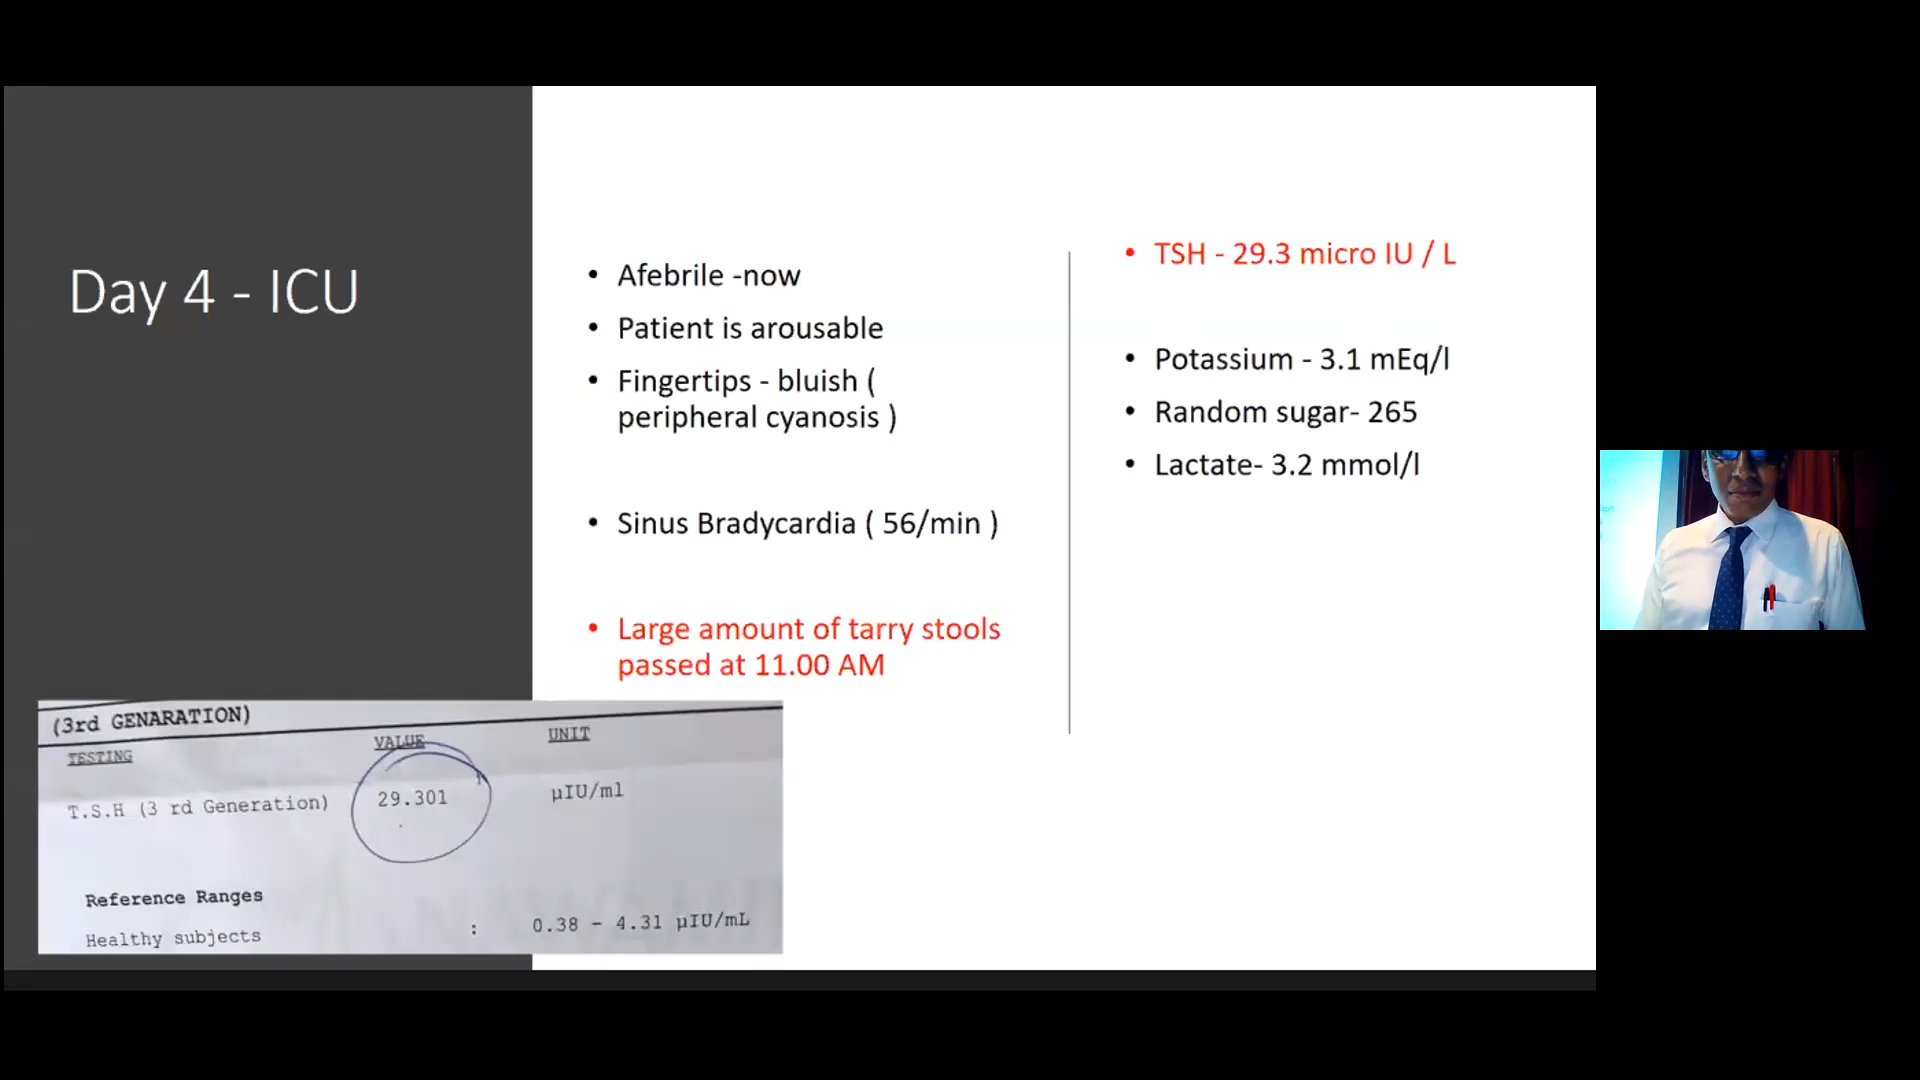 Day 4 - ICU
• Afebrile -now
• Patient is arousable
• Fingertips - bluish (
peripheral cyanosis )
• Sinus Bradycardia ( 56/min )
• Large amount of tarry stools
passed at 11.00 AM
• TSH - 29.3 micro IU / L
• Potassium - 3.1 mEq/l
• Random sugar- 265
• Lactate- 3.2 mmol/l
(3rd GENARATION)
TESTING VALUE UNIT
T.S.H (3 rd Generation) 29.301 µIU/ml
Reference Ranges
Healthy subjects : 0.38 - 4.31 µIU/mL